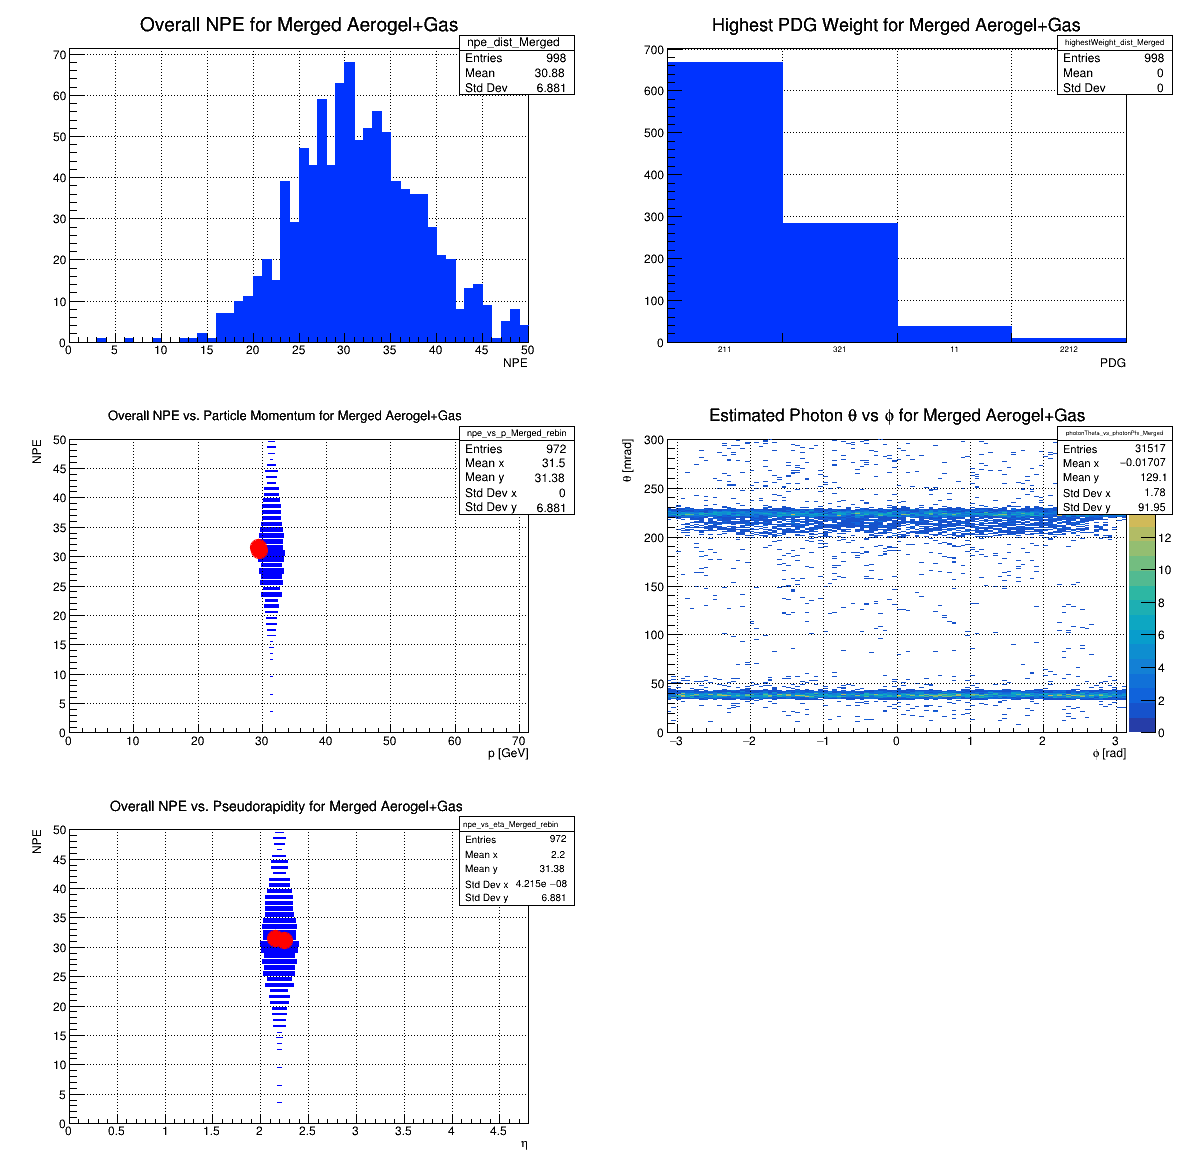 Overall NPE for Merged Aerogel+Gas
npe_dist_Merged
Entries 998
Mean 30.88
Std Dev 6.881
70
60
50
40
30
20
10
0
0 5 10 15 20 25 30 35 40 45 50
NPE
Highest PDG Weight for Merged Aerogel+Gas
highestWeight_dist_Merged
Entries 998
Mean 0
Std Dev 0
700
600
500
400
300
200
100
0
211 321 11 2212
PDG
Overall NPE vs. Particle Momentum for Merged Aerogel+Gas
npe_vs_p_Merged_rebin
Entries 972
Mean x 31.5
Mean y 31.38
Std Dev x 0
Std Dev y 6.881
NPE
50
45
40
35
30
25
20
15
10
5
0
0 10 20 30 40 50 60 70
p [GeV]
Estimated Photon θ vs ϕ for Merged Aerogel+Gas
photonTheta_vs_photonPhi_Merged
Entries 31517
Mean x −0.01707
Mean y 129.1
Std Dev x 1.78
Std Dev y 91.95
θ [mrad]
300
250
200
150
100
50
0
−3 −2 −1 0 1 2 3
ϕ [rad]
12
10
8
6
4
2
0
Overall NPE vs. Pseudorapidity for Merged Aerogel+Gas
npe_vs_eta_Merged_rebin
Entries 972
Mean x 2.2
Mean y 31.38
Std Dev x 4.215e −08
Std Dev y 6.881
NPE
50
45
40
35
30
25
20
15
10
5
0
0 0.5 1 1.5 2 2.5 3 3.5 4 4.5
η